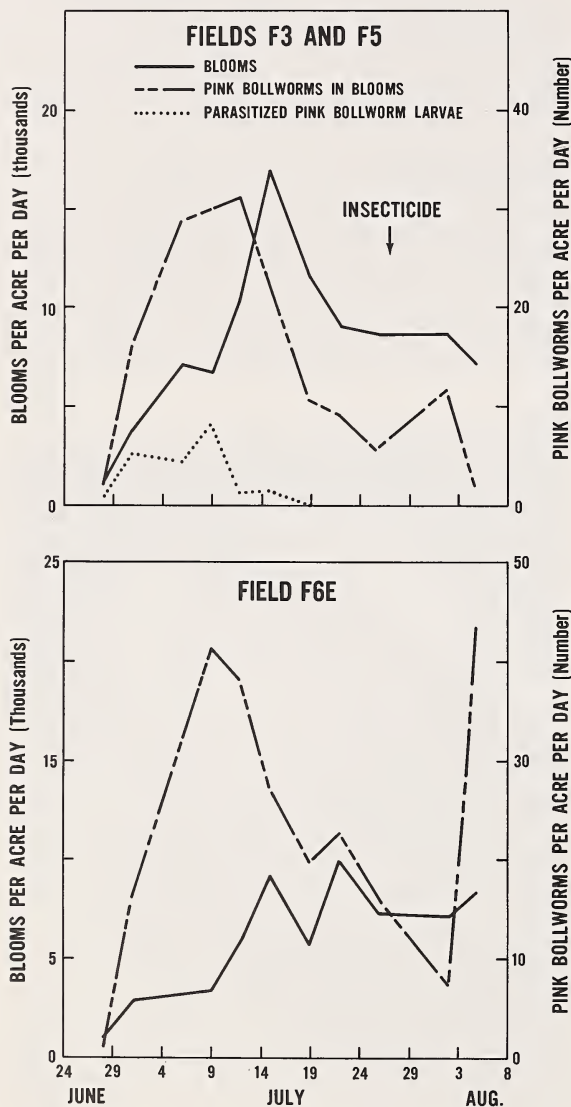 FIELDS F3 AND F5
BLOOMS
PINK BOLLWORMS IN BLOOMS
PARASITIZED PINK BOLLWORM LARVAE
INSECTICIDE
BLOOMS PER ACRE PER DAY (thousands)
20
10
0
PINK BOLLWORMS PER ACRE PER DAY (Number)
40
20
0
FIELD F6E
BLOOMS PER ACRE PER DAY (Thousands)
25
15
5
0
PINK BOLLWORMS PER ACRE PER DAY (Number)
50
30
10
0
24 29 4 9 14 19 24 29 3 8
JUNE JULY AUG.